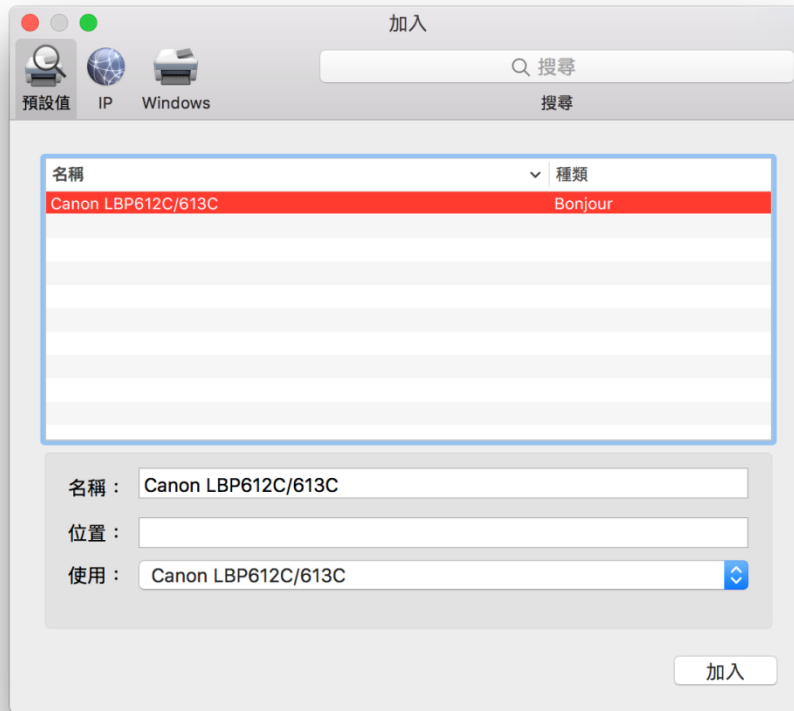 加入
搜尋
預設值 IP Windows 搜尋
名稱 種類
Canon LBP612C/613C Bonjour
名稱： Canon LBP612C/613C
位置：
使用： Canon LBP612C/613C
加入